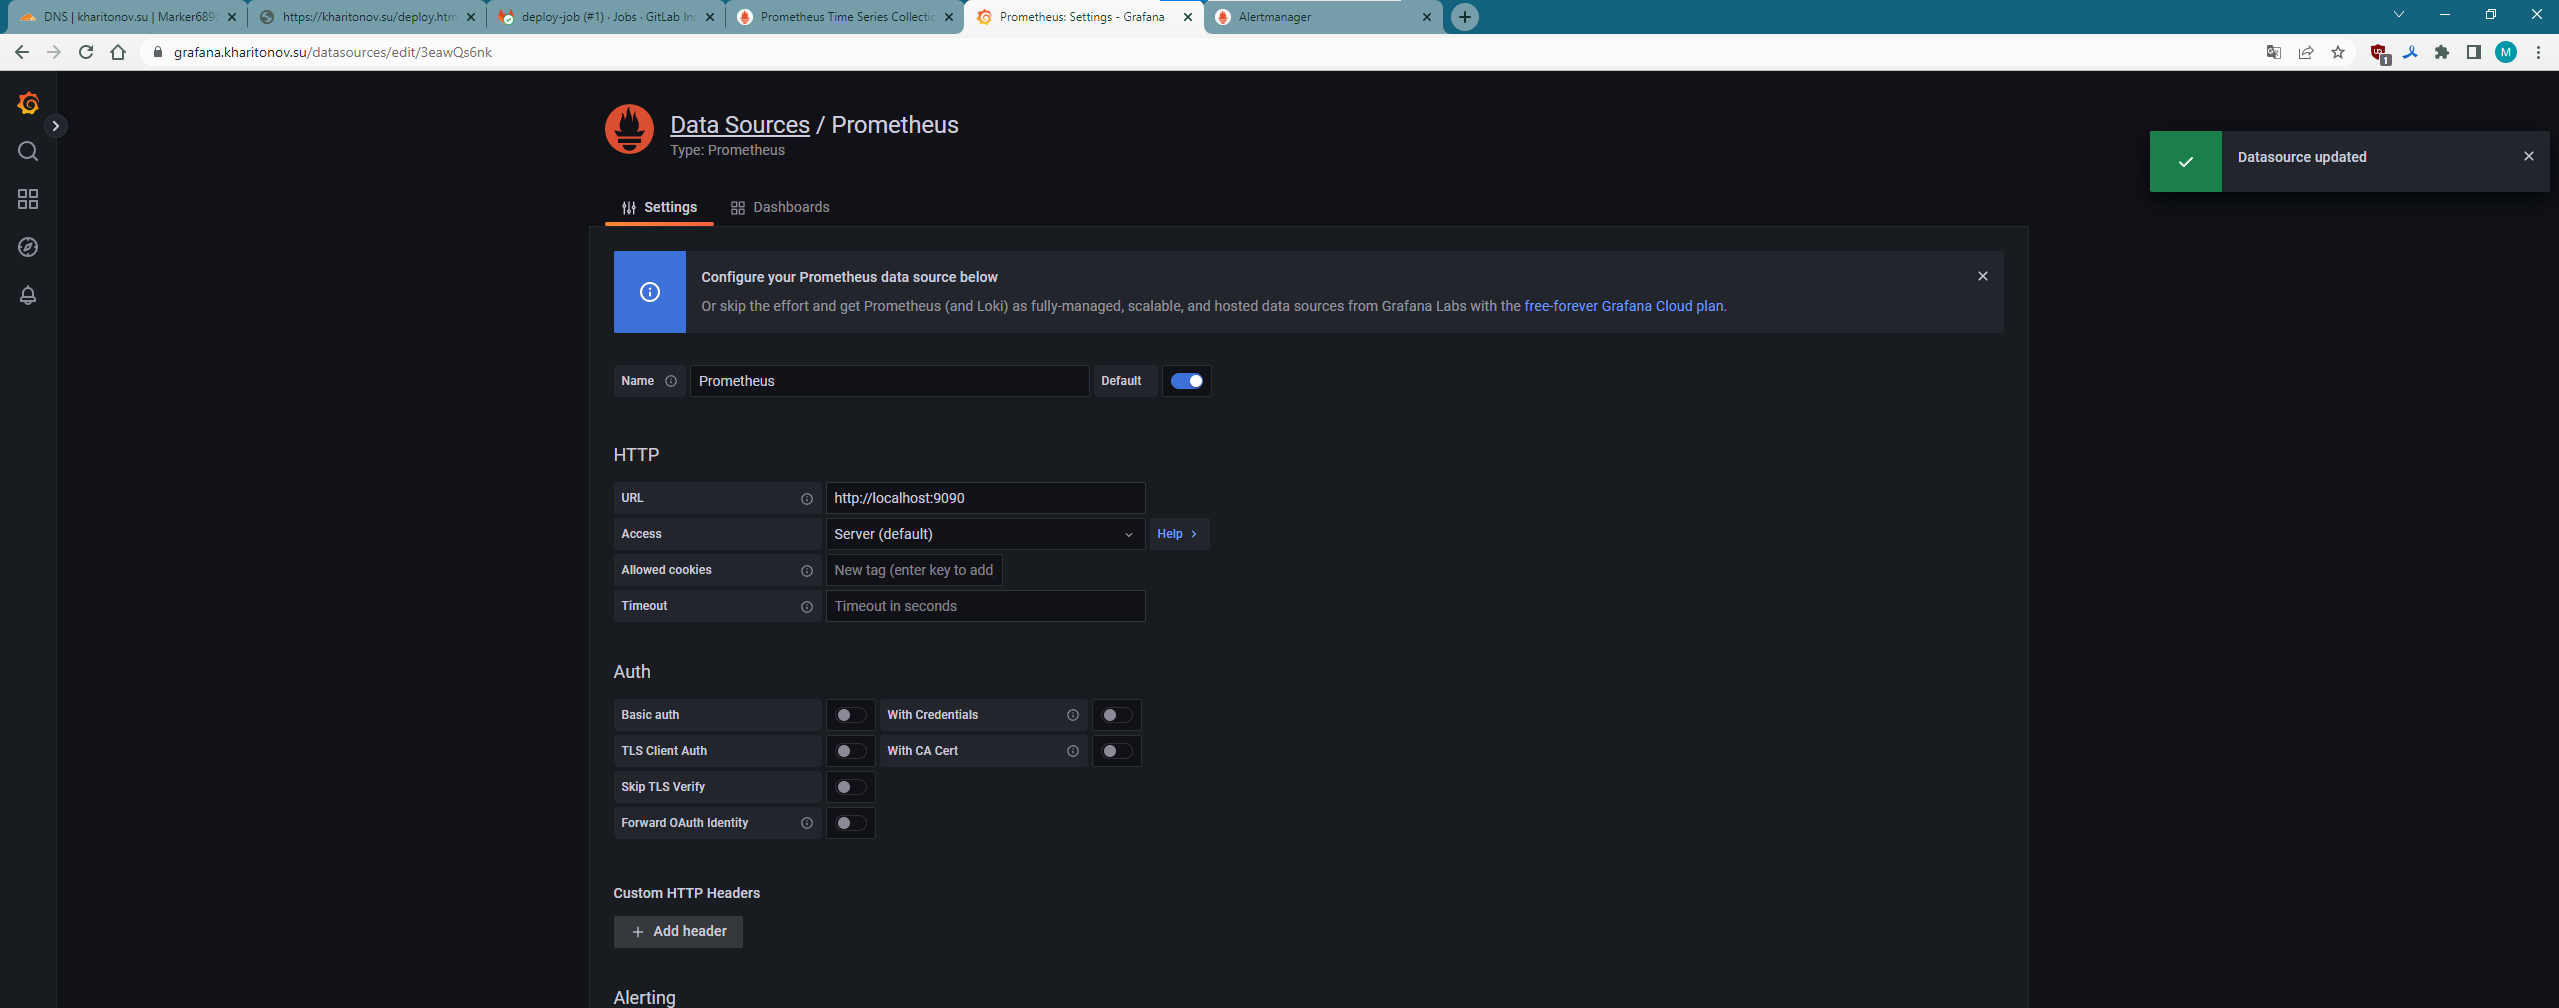 DNS | kharitonov.su | Marker689
https://kharitonov.su/deploy.htm
deploy-job (#1) · Jobs · GitLab Ins
Prometheus Time Series Collectio
Prometheus: Settings - Grafana
Alertmanager
grafana.kharitonov.su/datasources/edit/3eawQs6nk
1
M
Data Sources / Prometheus
Type: Prometheus
Datasource updated
Settings
Dashboards
Configure your Prometheus data source below
Or skip the effort and get Prometheus (and Loki) as fully-managed, scalable, and hosted data sources from Grafana Labs with the free-forever Grafana Cloud plan.
Name
Prometheus
Default
HTTP
URL
http://localhost:9090
Access
Server (default)
Help
Allowed cookies
New tag (enter key to add
Timeout
Timeout in seconds
Auth
Basic auth
With Credentials
TLS Client Auth
With CA Cert
Skip TLS Verify
Forward OAuth Identity
Custom HTTP Headers
Add header
Alerting